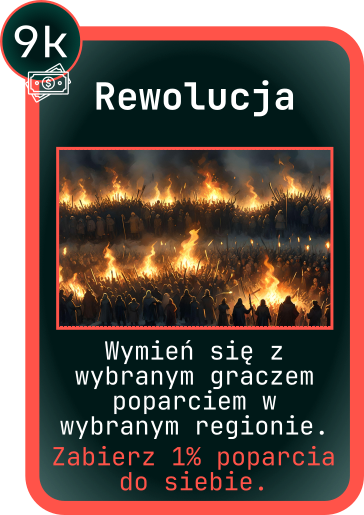 9k
Rewolucja
Wymień się z
wybranym graczem
poparciem w
wybranym regionie.
Zabierz 1% poparcia
do siebie.